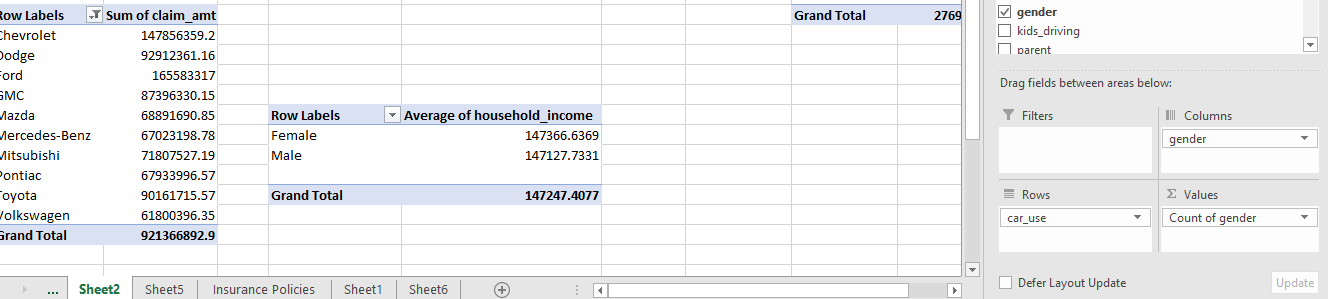 Row Labels Sum of claim_amt
Chevrolet 147856359.2
Dodge 92912361.16
Ford 165583317
GMC 87396330.15
Mazda 68891690.85
Mercedes-Benz 67023198.78
Mitsubishi 71807527.19
Pontiac 67933996.57
Toyota 90161715.57
Volkswagen 61800396.35
Grand Total 921366892.9
Row Labels Average of household_income
Female 147366.6369
Male 147127.7331
Grand Total 147247.4077
Grand Total 2769
gender
kids_driving
parent
Drag fields between areas below:
Filters
Columns
gender
Rows
car_use
Σ Values
Count of gender
Defer Layout Update Update
... Sheet2 Sheet5 Insurance Policies Sheet1 Sheet6